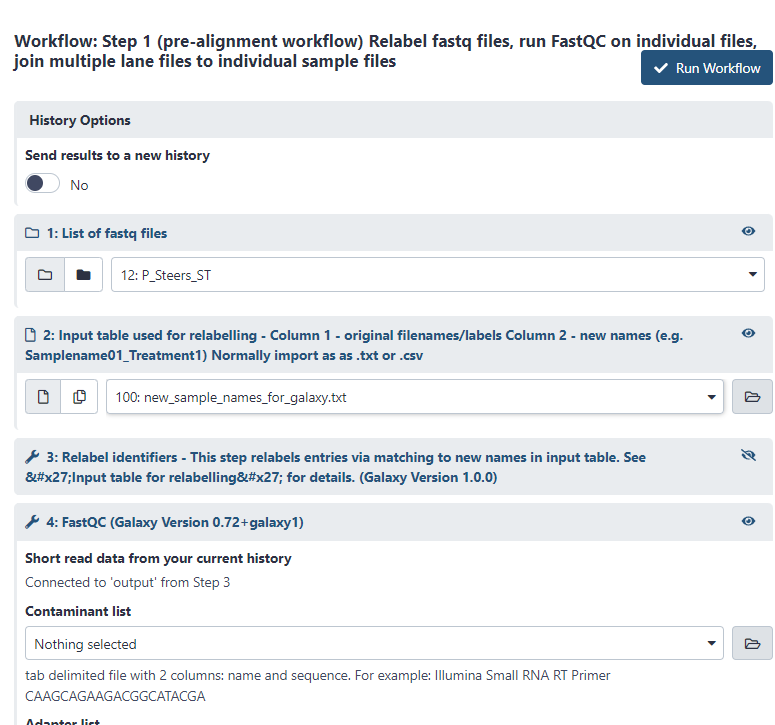 Workflow: Step 1 (pre-alignment workflow) Relabel fastq files, run FastQC on individual files,
join multiple lane files to individual sample files
Run Workflow
History Options
Send results to a new history
No
1: List of fastq files
12: P_Steers_ST
2: Input table used for relabelling - Column 1 - original filenames/labels Column 2 - new names (e.g.
Samplename01_Treatment1) Normally import as as .txt or .csv
100: new_sample_names_for_galaxy.txt
3: Relabel identifiers - This step relabels entries via matching to new names in input table. See
&#x27;Input table for relabelling&#x27; for details. (Galaxy Version 1.0.0)
4: FastQC (Galaxy Version 0.72+galaxy1)
Short read data from your current history
Connected to 'output' from Step 3
Contaminant list
Nothing selected
tab delimited file with 2 columns: name and sequence. For example: Illumina Small RNA RT Primer
CAAGCAGAAGACGGCATACGA
Adapter list